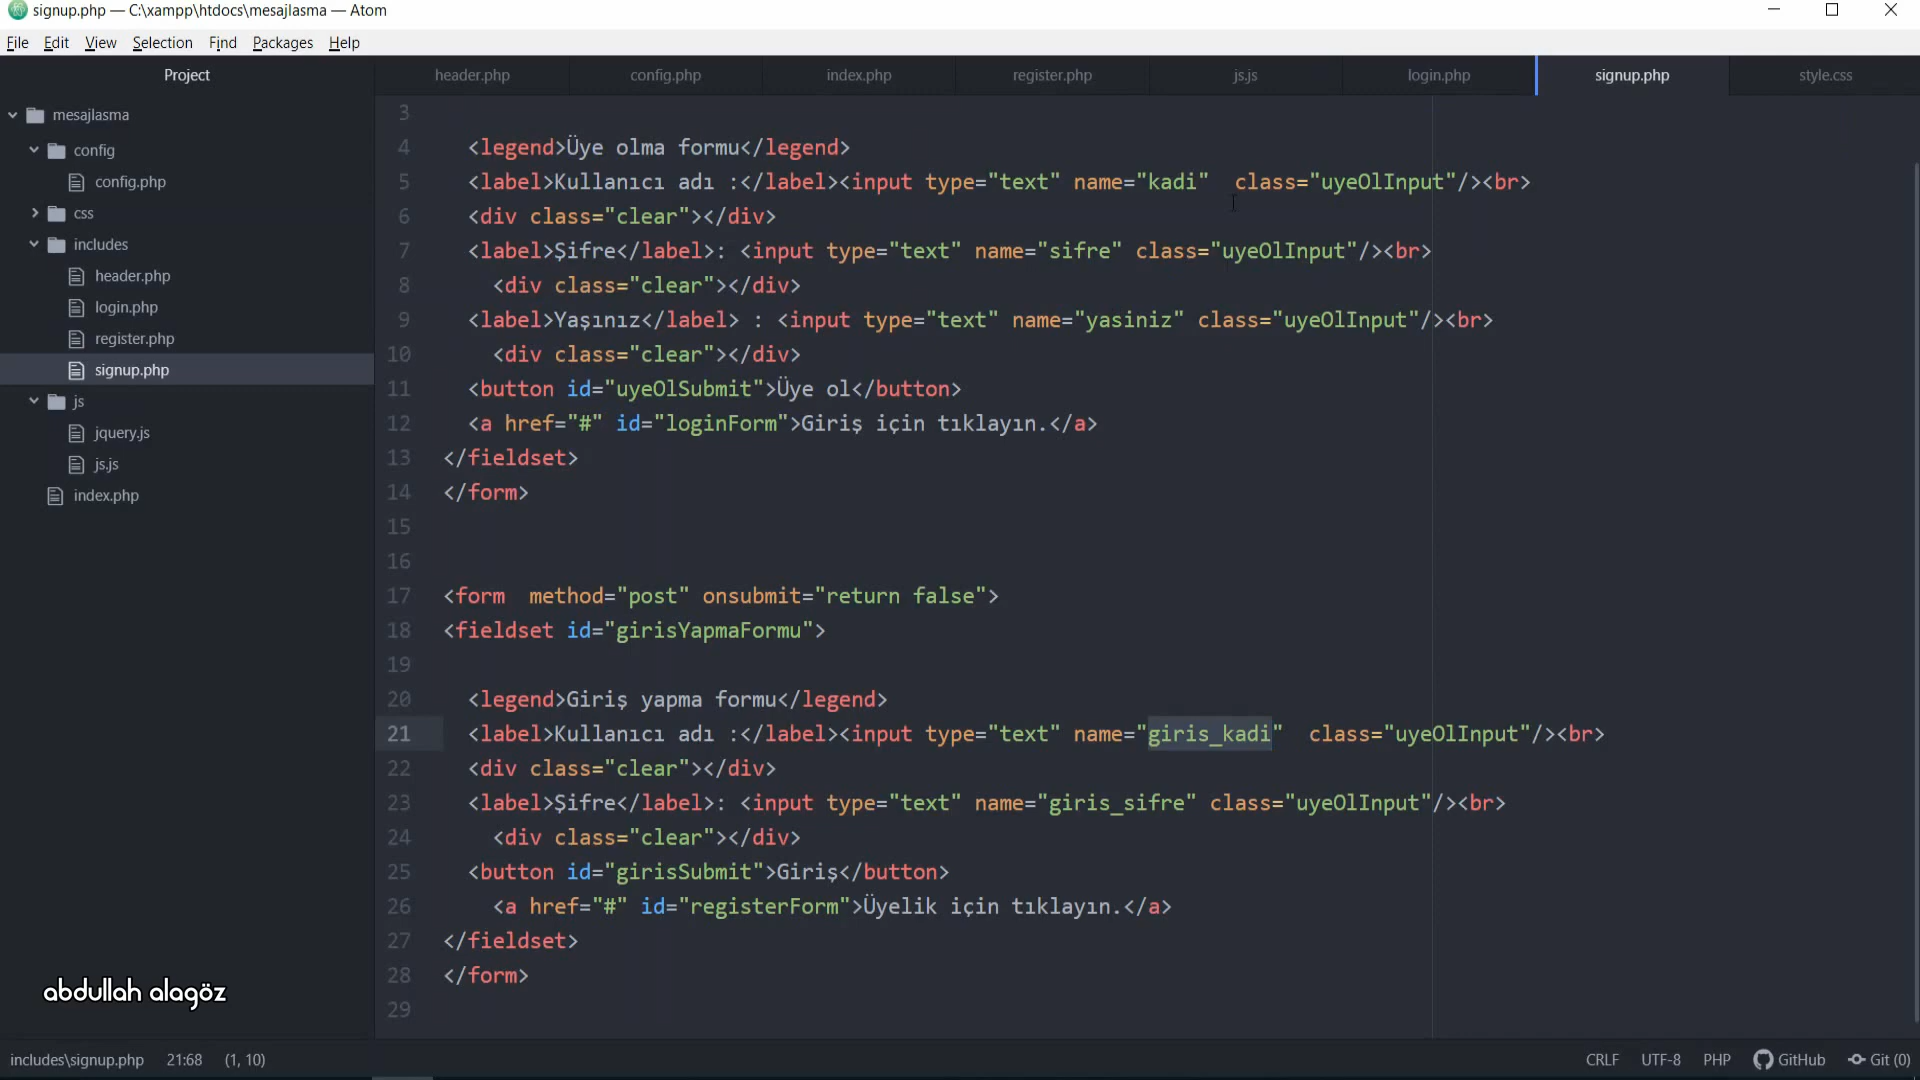 signup.php — C:\xampp\htdocs\mesajlasma — Atom
File Edit View Selection Find Packages Help
Project
header.php config.php index.php register.php js.js login.php signup.php style.css
mesajlasma
config
config.php
css
includes
header.php
login.php
register.php
signup.php
js
jquery.js
js.js
index.php
3
4 <legend>Üye olma formu</legend>
5 <label>Kullanıcı adı :</label><input type="text" name="kadi"  class="uyeOlInput"/><br>
6 <div class="clear"></div>
7 <label>Şifre</label>: <input type="text" name="sifre" class="uyeOlInput"/><br>
8 <div class="clear"></div>
9 <label>Yaşınız</label> : <input type="text" name="yasiniz" class="uyeOlInput"/><br>
10 <div class="clear"></div>
11 <button id="uyeOlSubmit">Üye ol</button>
12 <a href="#" id="loginForm">Giriş için tıklayın.</a>
13 </fieldset>
14 </form>
15
16
17 <form  method="post" onsubmit="return false">
18 <fieldset id="girisYapmaFormu">
19
20 <legend>Giriş yapma formu</legend>
21 <label>Kullanıcı adı :</label><input type="text" name="giris_kadi"  class="uyeOlInput"/><br>
22 <div class="clear"></div>
23 <label>Şifre</label>: <input type="text" name="giris_sifre" class="uyeOlInput"/><br>
24 <div class="clear"></div>
25 <button id="girisSubmit">Giriş</button>
26 <a href="#" id="registerForm">Üyelik için tıklayın.</a>
27 </fieldset>
28 </form>
29
abdullah alagöz
includes\signup.php 21:68 (1, 10) CRLF UTF-8 PHP GitHub Git (0)